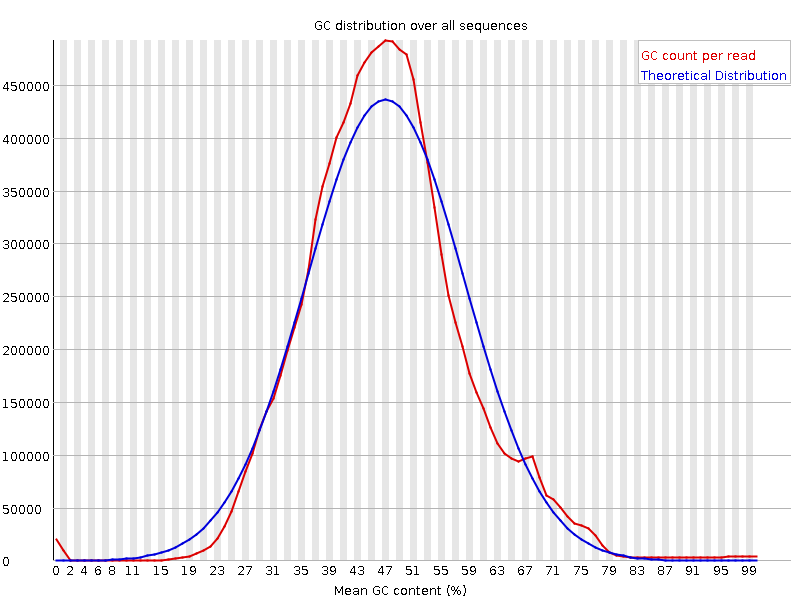 GC distribution over all sequences
GC count per read
Theoretical Distribution
450000
400000
350000
300000
250000
200000
150000
100000
50000
0
0 2 4 6 8 11 15 19 23 27 31 35 39 43 47 51 55 59 63 67 71 75 79 83 87 91 95 99
Mean GC content (%)